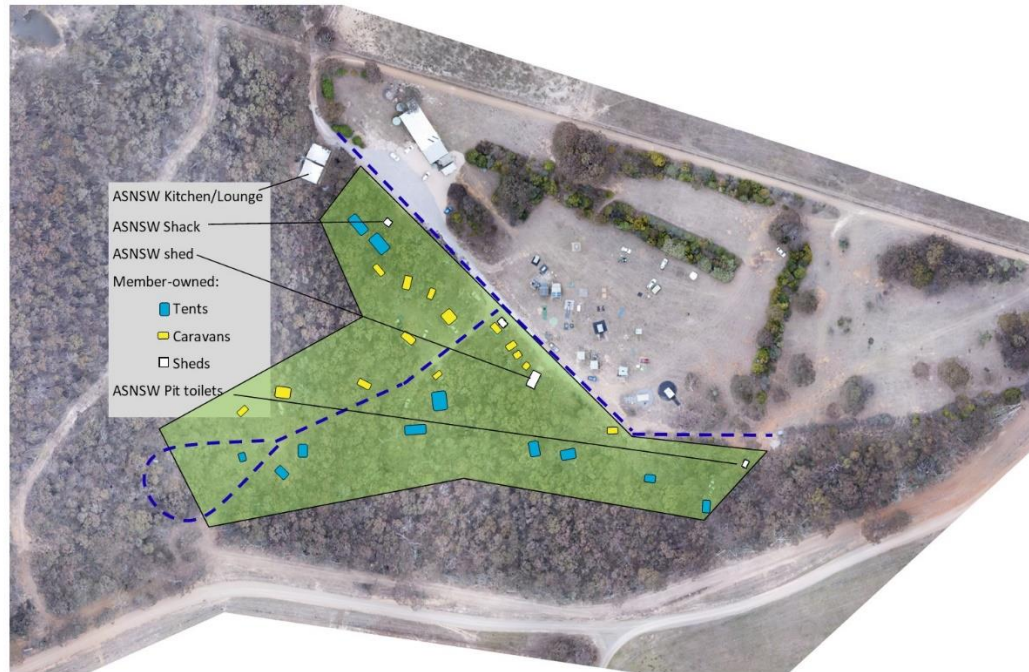 ASNSW Kitchen/Lounge
ASNSW Shack
ASNSW shed
Member-owned:
Tents
Caravans
Sheds
ASNSW Pit toilets